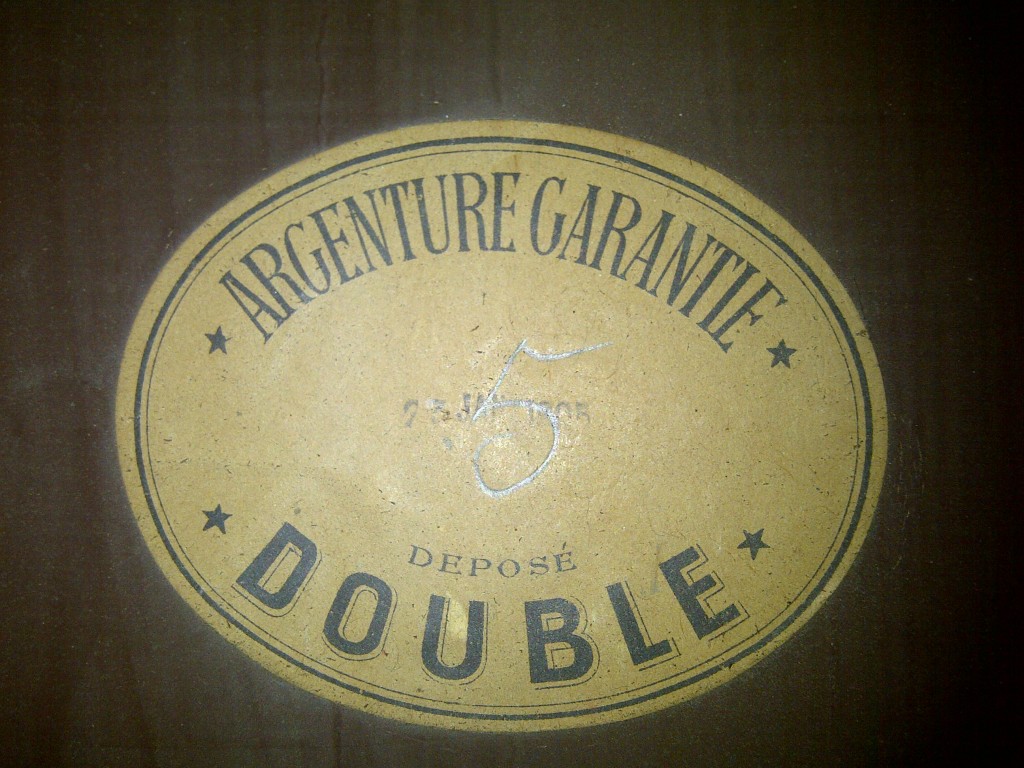 ARGENTURE GARANTIE
5
DEPOSÉ
DOUBLE